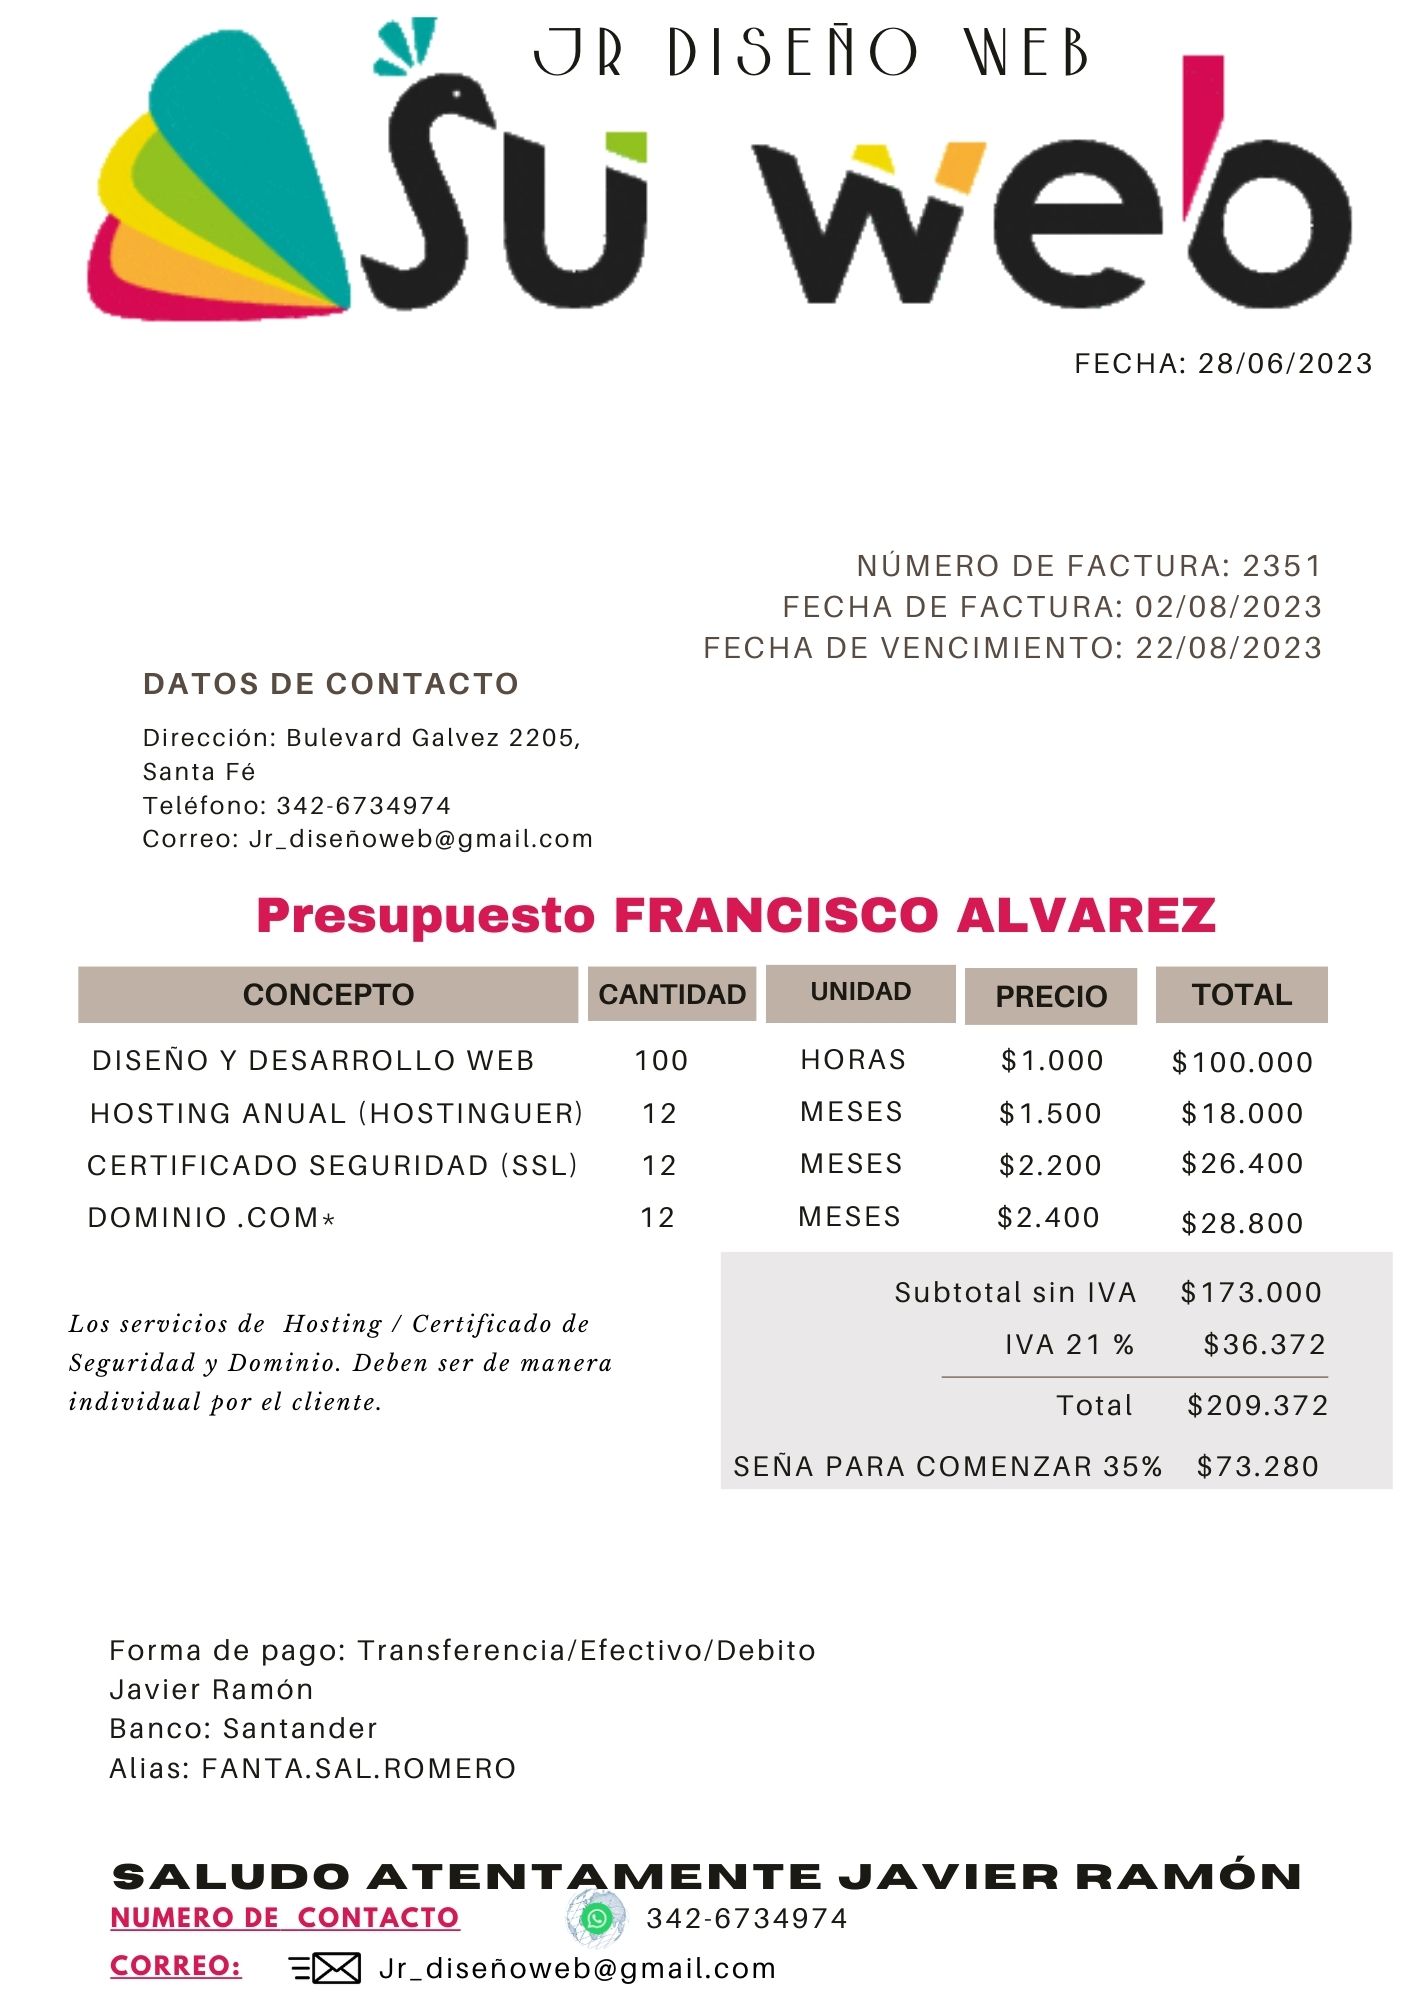 JR DISEÑO WEB
Su web
FECHA: 28/06/2023
NÚMERO DE FACTURA: 2351
FECHA DE FACTURA: 02/08/2023
FECHA DE VENCIMIENTO: 22/08/2023
DATOS DE CONTACTO
Dirección: Bulevard Galvez 2205,
Santa Fé
Teléfono: 342-6734974
Correo: Jr_diseñoweb@gmail.com
Presupuesto FRANCISCO ALVAREZ
CONCEPTO CANTIDAD UNIDAD PRECIO TOTAL
DISEÑO Y DESARROLLO WEB 100 HORAS $1.000 $100.000
HOSTING ANUAL (HOSTINGUER) 12 MESES $1.500 $18.000
CERTIFICADO SEGURIDAD (SSL) 12 MESES $2.200 $26.400
DOMINIO .COM* 12 MESES $2.400 $28.800
Subtotal sin IVA $173.000
IVA 21 % $36.372
Total $209.372
SEÑA PARA COMENZAR 35% $73.280
Los servicios de Hosting / Certificado de
Seguridad y Dominio. Deben ser de manera
individual por el cliente.
Forma de pago: Transferencia/Efectivo/Debito
Javier Ramón
Banco: Santander
Alias: FANTA.SAL.ROMERO
SALUDO ATENTAMENTE JAVIER RAMÓN
NUMERO DE CONTACTO 342-6734974
CORREO: Jr_diseñoweb@gmail.com